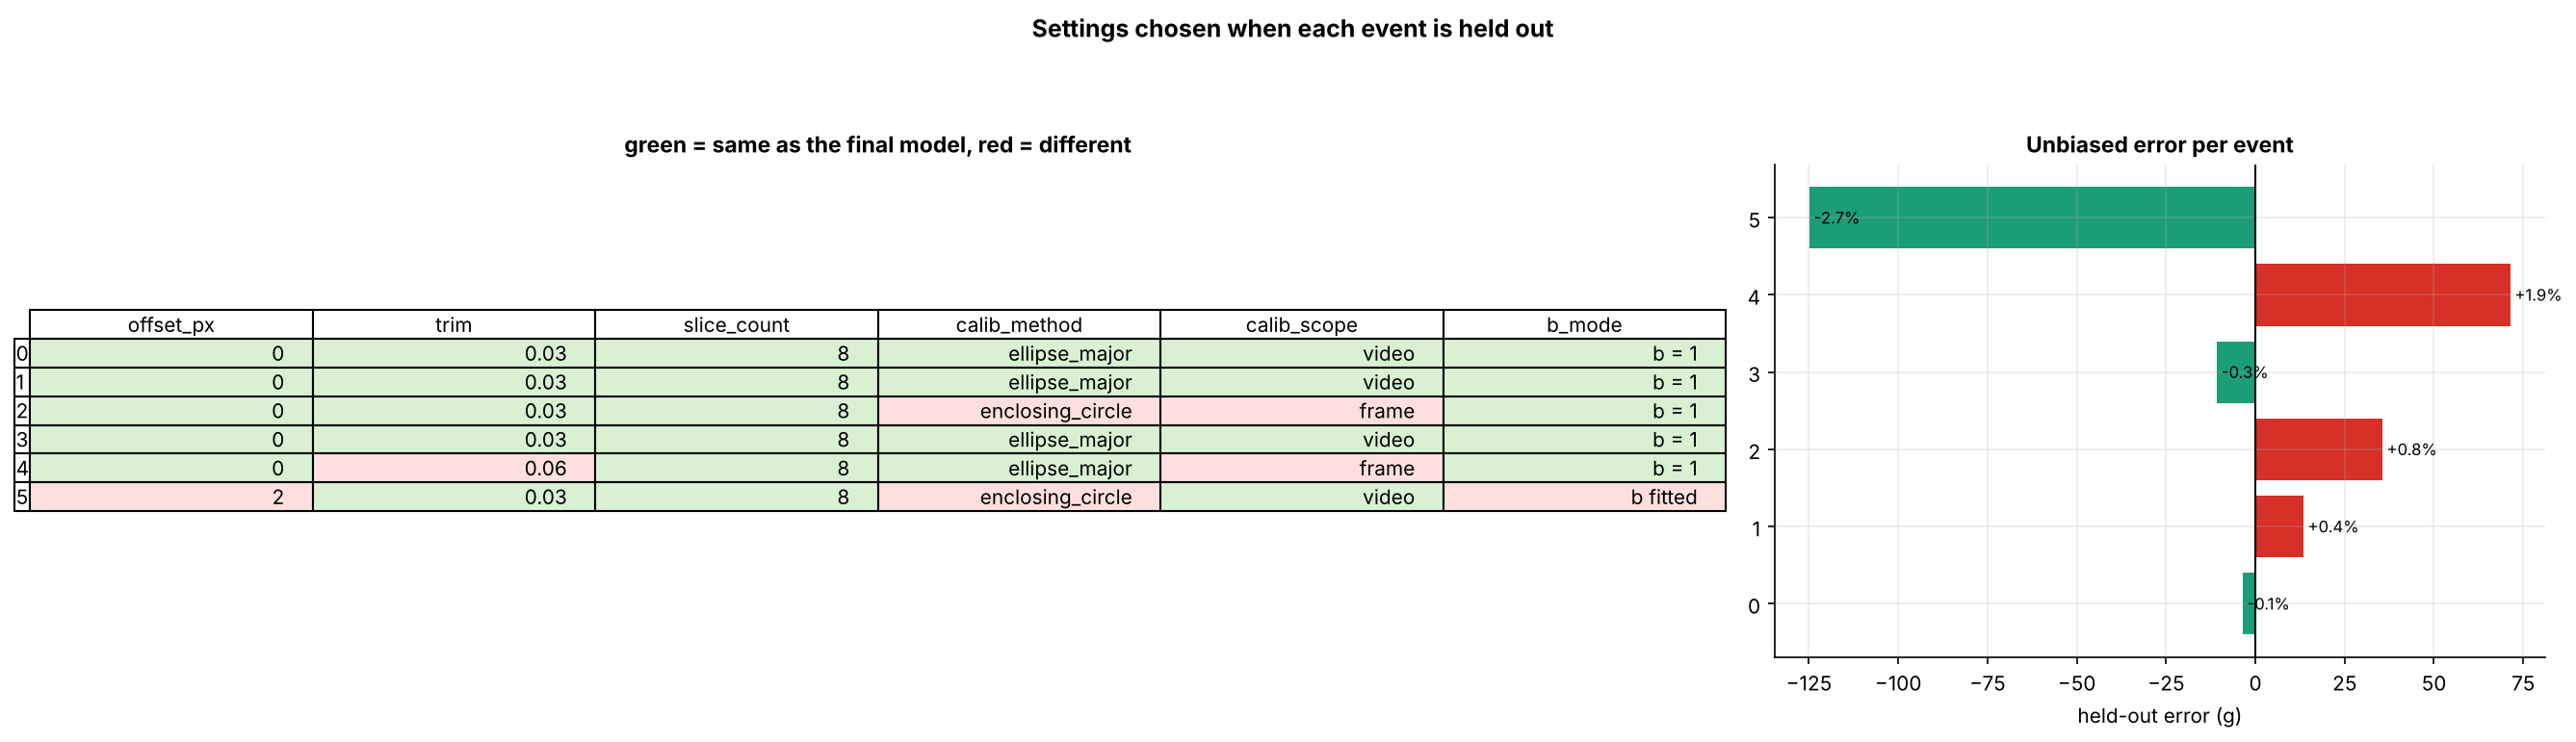 Settings chosen when each event is held out
green = same as the final model, red = different
offset_px trim slice_count calib_method calib_scope b_mode
0 0 0.03 8 ellipse_major video b = 1
1 0 0.03 8 ellipse_major video b = 1
2 0 0.03 8 enclosing_circle frame b = 1
3 0 0.03 8 ellipse_major video b = 1
4 0 0.06 8 ellipse_major frame b = 1
5 2 0.03 8 enclosing_circle video b fitted
Unbiased error per event
5 -2.7%
4 +1.9%
3 -0.3%
2 +0.8%
1 +0.4%
0 -0.1%
−125 −100 −75 −50 −25 0 25 50 75
held-out error (g)